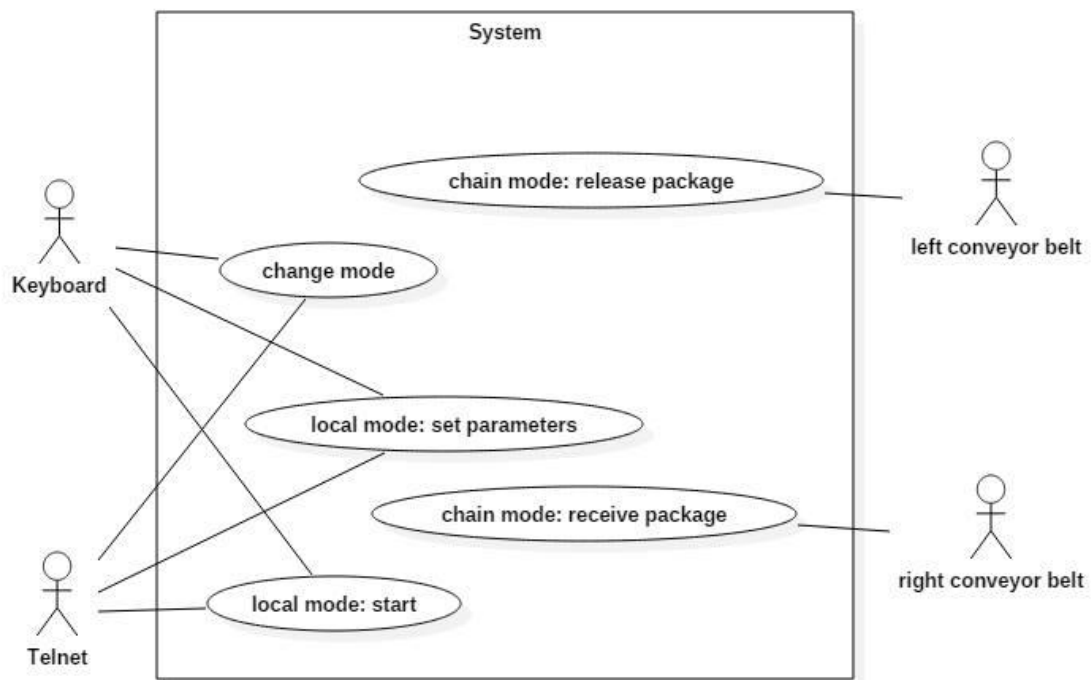 System
chain mode: release package
left conveyor belt
change mode
Keyboard
local mode: set parameters
chain mode: receive package
right conveyor belt
local mode: start
Telnet